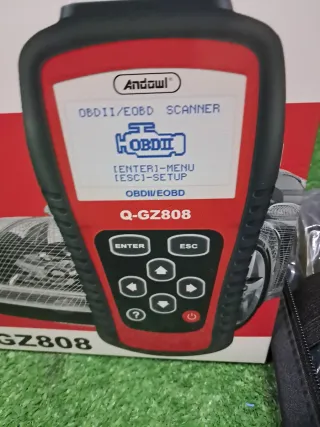 Andowl
OBDII/EOBD SCANNER
OBDII
[ENTER]-MENU
[ESC]-SETUP
OBDII/EOBD
Q-GZ808
ENTER
ESC
?
GZ808